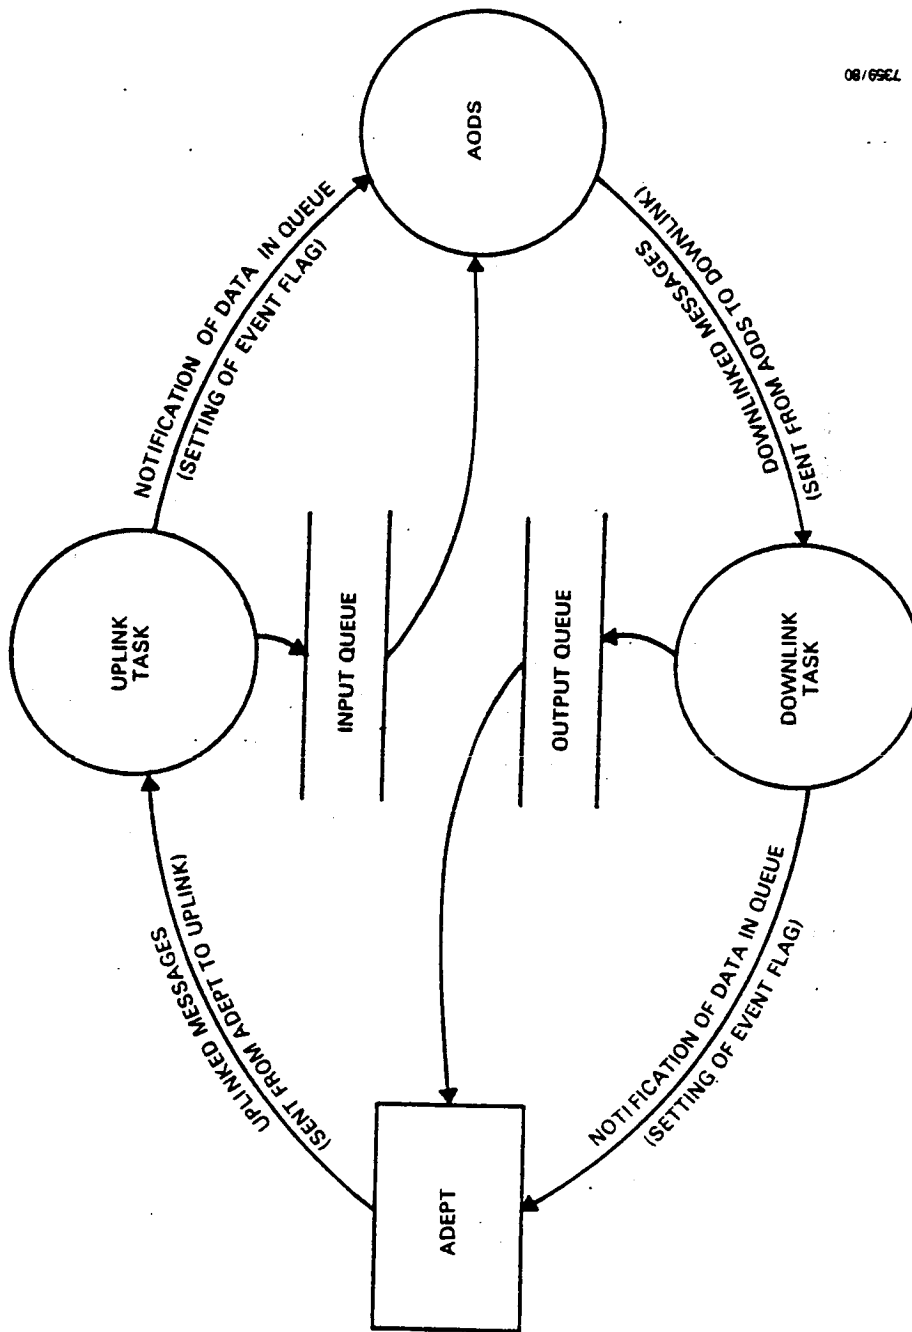 7359/80
AODS
NOTIFICATION OF DATA IN QUEUE
(SETTING OF EVENT FLAG)
DOWNLINKED MESSAGES
(SENT FROM AODS TO DOWNLINK)
UPLINK
TASK
INPUT QUEUE
OUTPUT QUEUE
DOWNLINK
TASK
UPLINKED MESSAGES
(SENT FROM ADEPT TO UPLINK)
NOTIFICATION OF DATA IN QUEUE
(SETTING OF EVENT FLAG)
ADEPT